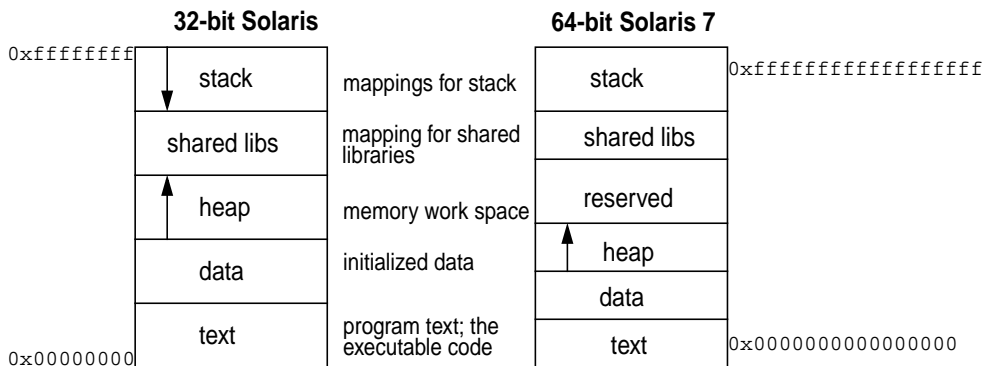 32-bit Solaris
64-bit Solaris 7
0xffffffff
stack
mappings for stack
stack
0xffffffffffffffffff
shared libs
mapping for shared
libraries
shared libs
heap
memory work space
reserved
heap
data
initialized data
data
text
program text; the
executable code
text
0x00000000
0x0000000000000000